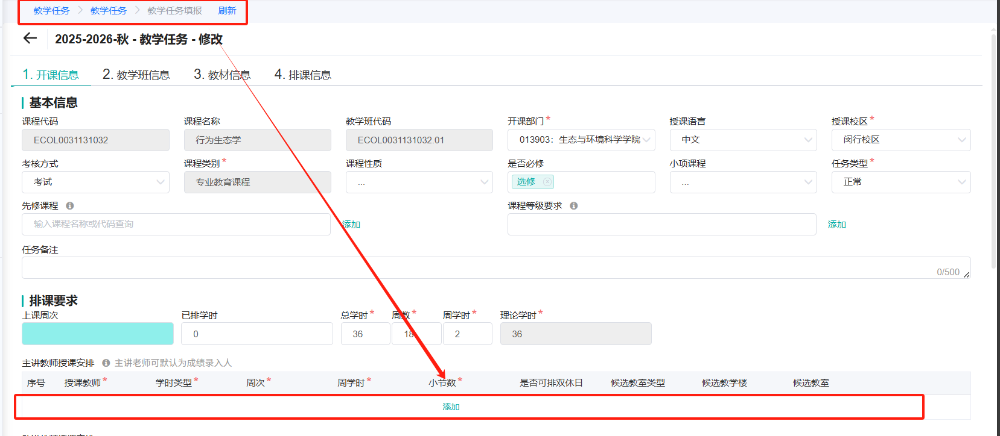 教学任务 > 教学任务 > 教学任务填报 刷新
2025-2026-秋 - 教学任务 - 修改
1. 开课信息 2. 教学班信息 3. 教材信息 4. 排课信息
基本信息
课程代码 课程名称 教学班代码 开课部门* 授课语言 授课校区*
ECOL0031131032 行为生态学 ECOL0031131032.01 013903：生态与环境科学学院 中文 闵行校区
考核方式 课程类别* 课程性质 是否必修 小项课程 任务类型*
考试 专业教育课程 ... 选修 ... 正常
先修课程 课程等级要求
输入课程名称或代码查询 添加 添加
任务备注
0/500
排课要求
上课周次 已排学时 总学时* 周数* 周学时* 理论学时*
0 36 18 2 36
主讲教师授课安排 主讲老师可默认为成绩录入人
序号 授课教师* 学时类型* 周次* 周学时* 小节数* 是否可排双休日 候选教室类型 候选教学楼 候选教室
添加